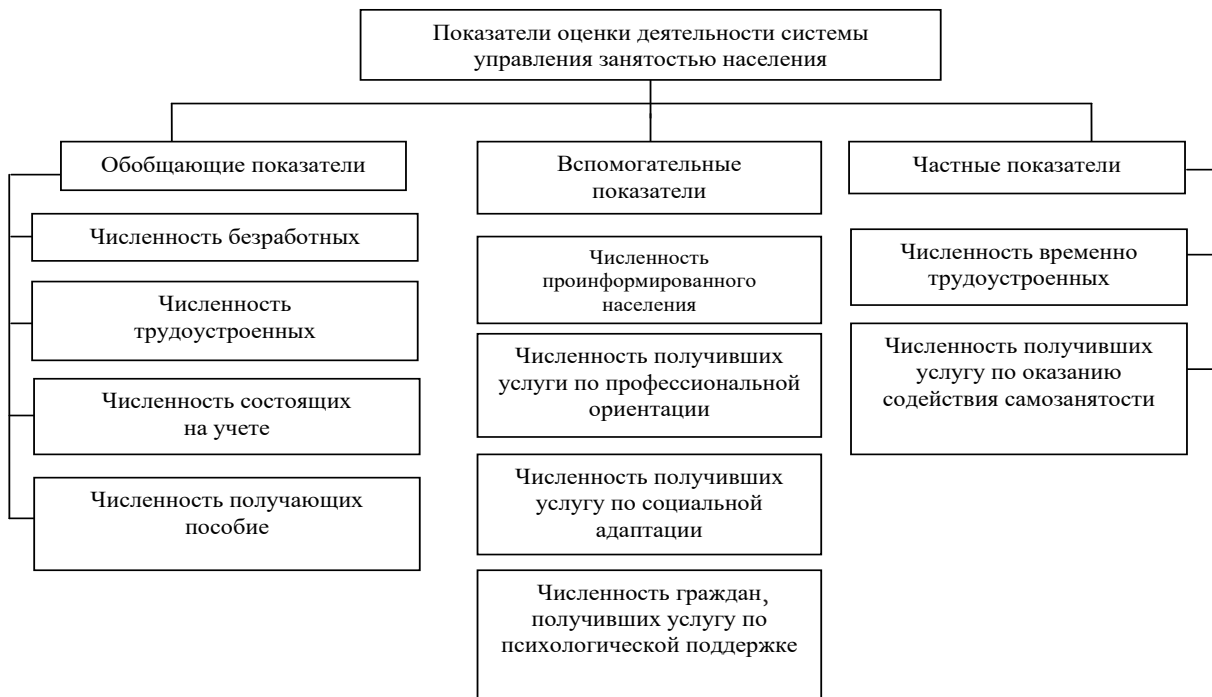 Показатели оценки деятельности системы
управления занятостью населения
Обобщающие показатели
Численность безработных
Численность
трудоустроенных
Численность состоящих
на учете
Численность получающих
пособие
Вспомогательные
показатели
Численность
проинформированного
населения
Численность получивших
услуги по профессиональной
ориентации
Численность получивших
услугу по социальной
адаптации
Численность граждан,
получивших услугу по
психологической поддержке
Частные показатели
Численность временно
трудоустроенных
Численность получивших
услугу по оказанию
содействия самозанятости